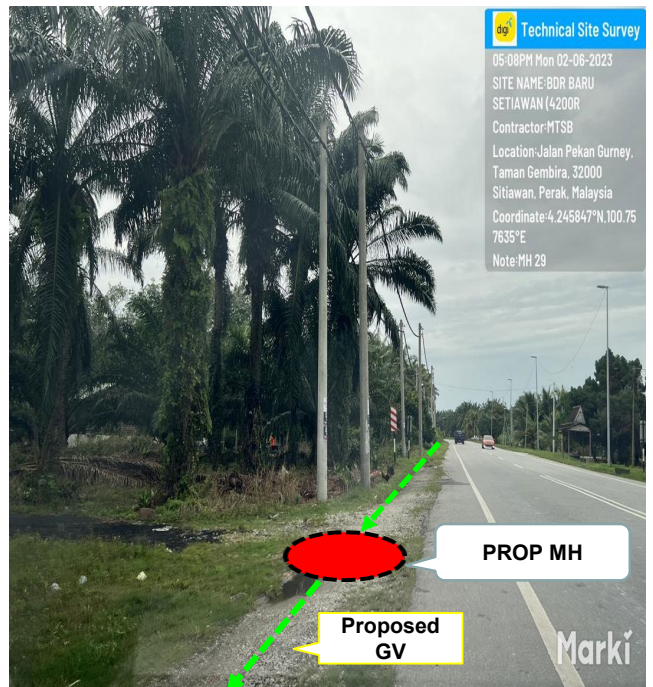 digi Technical Site Survey
05:08PM Mon 02-06-2023
SITE NAME:BDR BARU
SETIAWAN (4200R
Contractor:MTSB
Location:Jalan Pekan Gurney,
Taman Gembira, 32000
Sitiawan, Perak, Malaysia
Coordinate:4.245847°N,100.75
7635°E
Note:MH 29
PROP MH
Proposed
GV
Marki